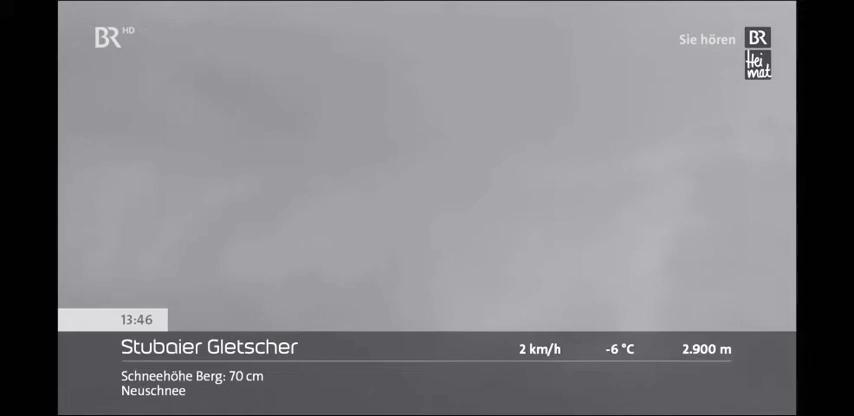 BR HD
Sie hören BR
Hei
mat
13:46
Stubaier Gletscher 2 km/h -6 °C 2.900 m
Schneehöhe Berg: 70 cm
Neuschnee